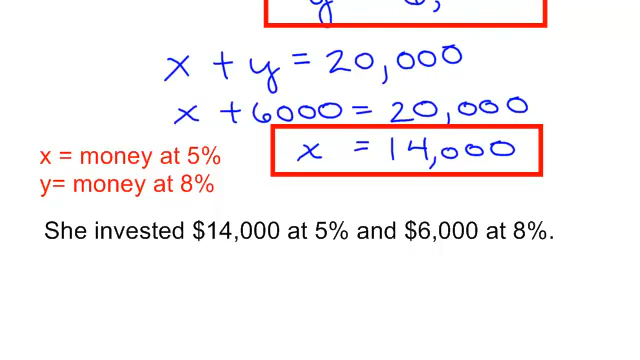 x + y = 20,000
x + 6000 = 20,000
x = 14,000
x = money at 5%
y= money at 8%
She invested $14,000 at 5% and $6,000 at 8%.